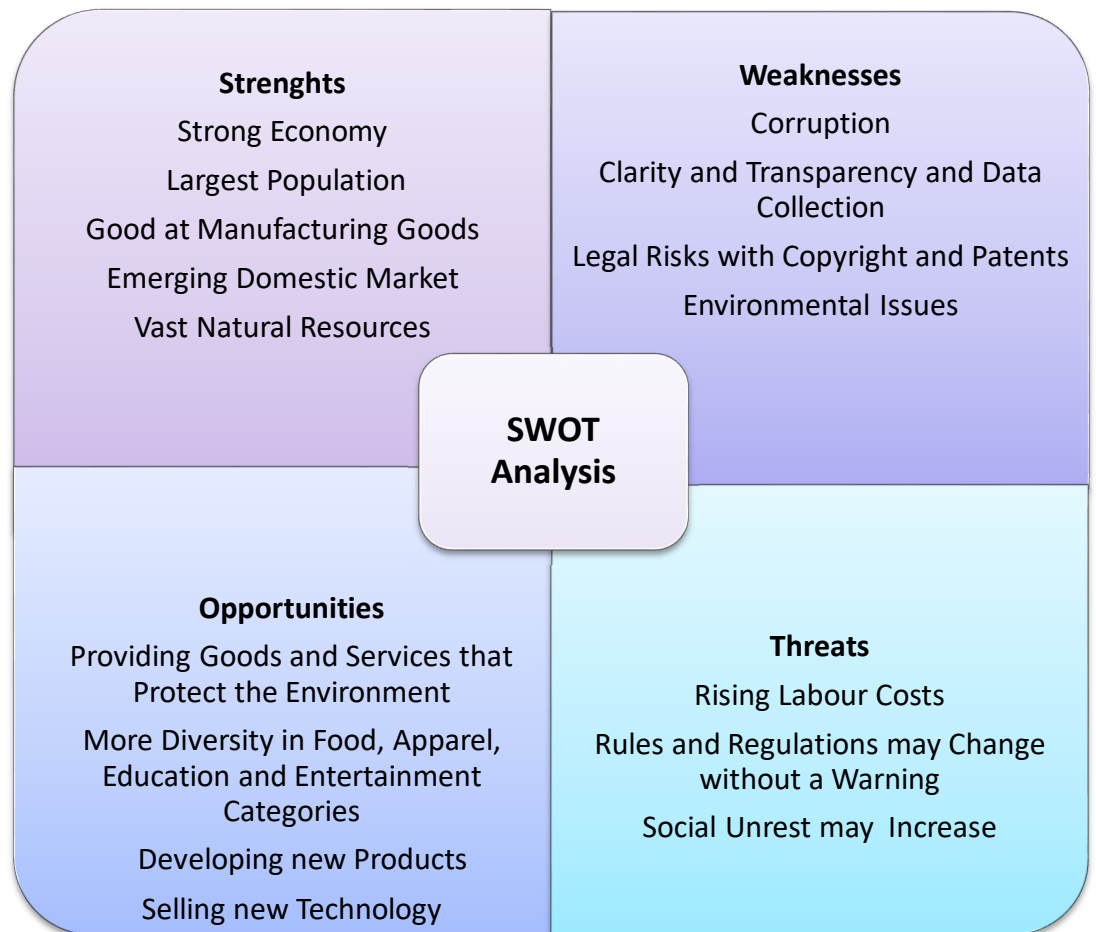 Strenghts
Strong Economy
Largest Population
Good at Manufacturing Goods
Emerging Domestic Market
Vast Natural Resources
Weaknesses
Corruption
Clarity and Transparency and Data
Collection
Legal Risks with Copyright and Patents
Environmental Issues
SWOT
Analysis
Opportunities
Providing Goods and Services that
Protect the Environment
More Diversity in Food, Apparel,
Education and Entertainment
Categories
Developing new Products
Selling new Technology
Threats
Rising Labour Costs
Rules and Regulations may Change
without a Warning
Social Unrest may  Increase